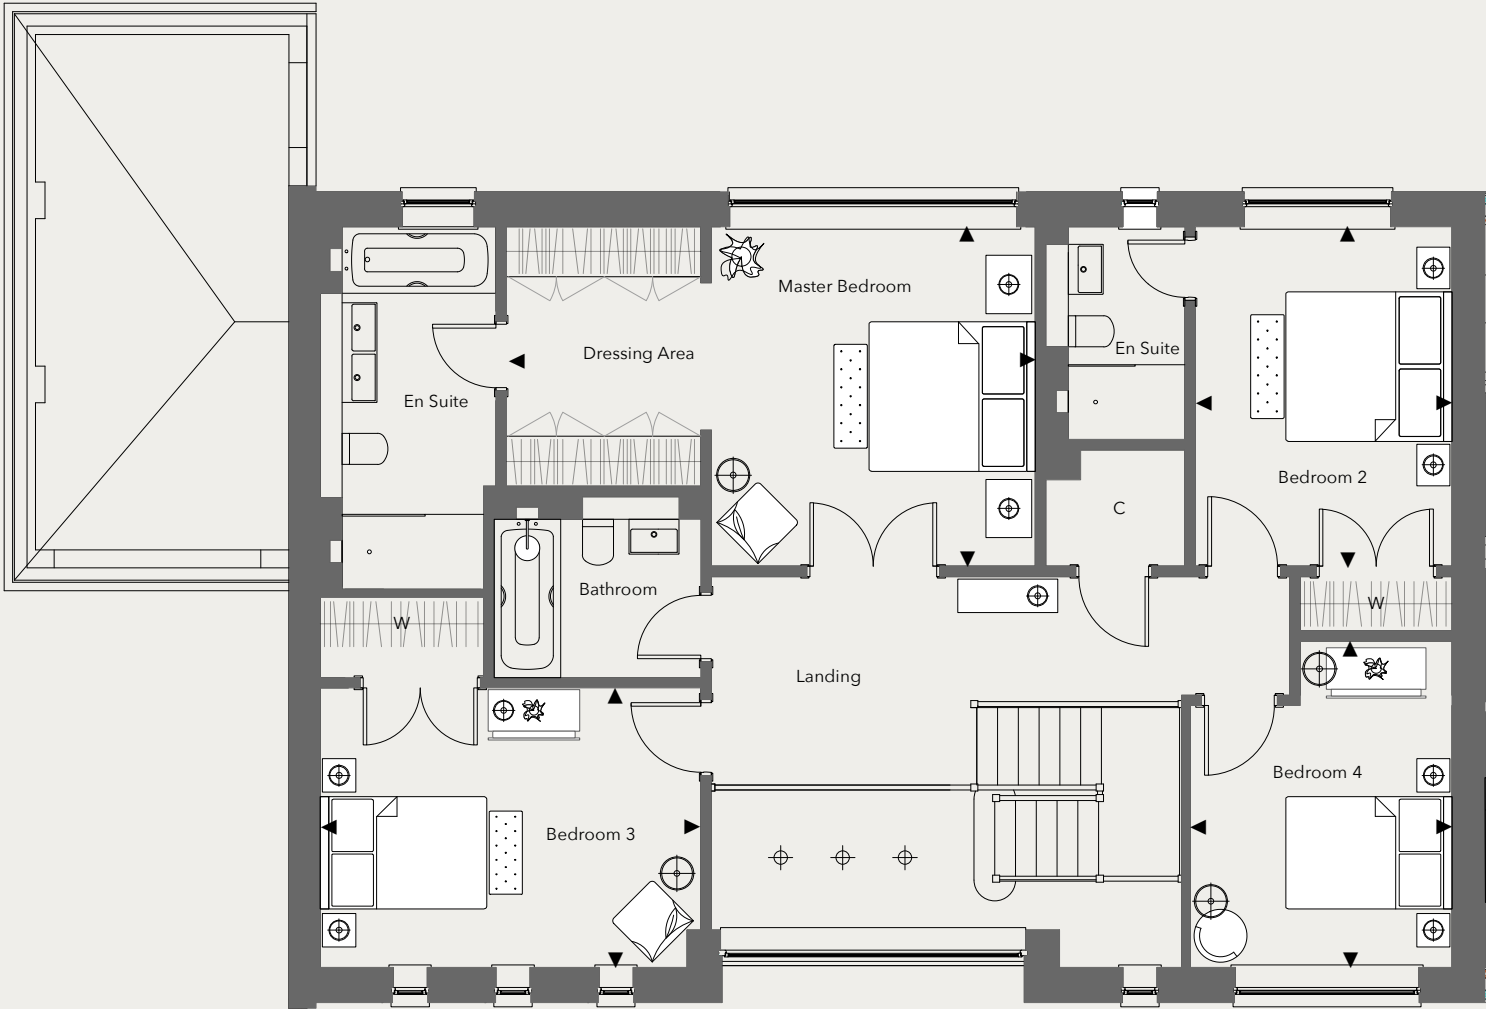 Master Bedroom
En Suite
Dressing Area
En Suite
Bedroom 2
C
Bathroom
W
W
Landing
Bedroom 4
Bedroom 3